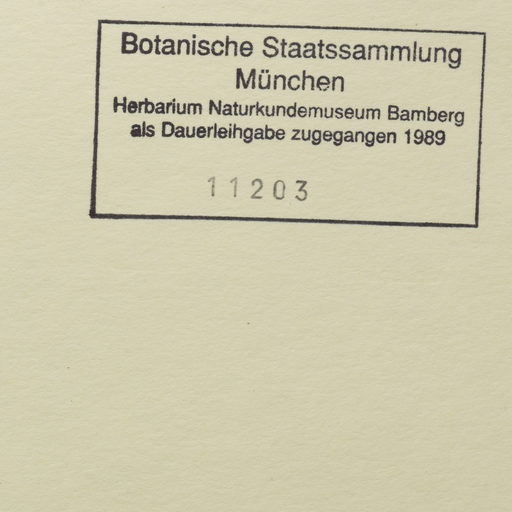 Botanische Staatssammlung
München
Herbarium Naturkundemuseum Bamberg
als Dauerleihgabe zugegangen 1989
11203